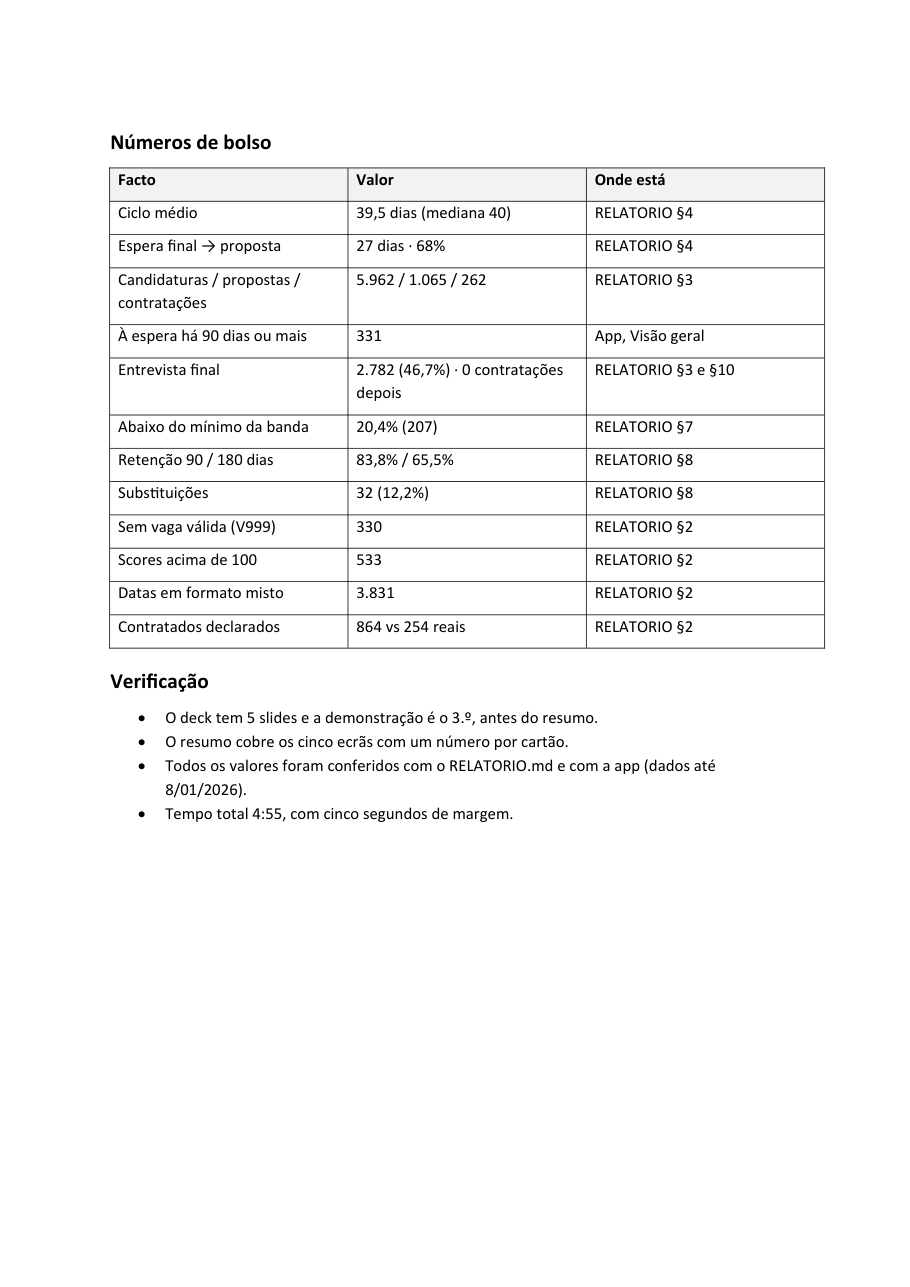 Números de bolso
Facto Valor Onde está
Ciclo médio 39,5 dias (mediana 40) RELATORIO §4
Espera final → proposta 27 dias · 68% RELATORIO §4
Candidaturas / propostas / 5.962 / 1.065 / 262 RELATORIO §3
contratações
À espera há 90 dias ou mais 331 App, Visão geral
Entrevista final 2.782 (46,7%) · 0 contratações RELATORIO §3 e §10
depois
Abaixo do mínimo da banda 20,4% (207) RELATORIO §7
Retenção 90 / 180 dias 83,8% / 65,5% RELATORIO §8
Substituições 32 (12,2%) RELATORIO §8
Sem vaga válida (V999) 330 RELATORIO §2
Scores acima de 100 533 RELATORIO §2
Datas em formato misto 3.831 RELATORIO §2
Contratados declarados 864 vs 254 reais RELATORIO §2
Verificação
• O deck tem 5 slides e a demonstração é o 3.º, antes do resumo.
• O resumo cobre os cinco ecrãs com um número por cartão.
• Todos os valores foram conferidos com o RELATORIO.md e com a app (dados até
8/01/2026).
• Tempo total 4:55, com cinco segundos de margem.